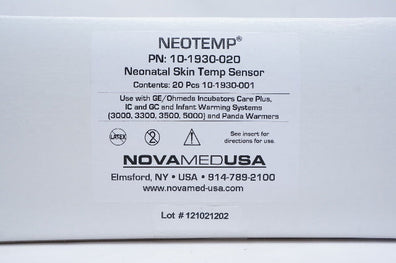 NEOTEMP®
PN: 10-1930-020
Neonatal Skin Temp Sensor
Contents: 20 Pcs 10-1930-001
Use with GE/Ohmeda Incubators Care Plus,
IC and GC and Infant Warming Systems
(3000, 3300, 3500, 5000) and Panda Warmers
LATEX
2
See insert for
directions for use.
NOVAMEDUSA
Elmsford, NY • USA • 914-789-2100
www.novamed-usa.com
Lot # 121021202